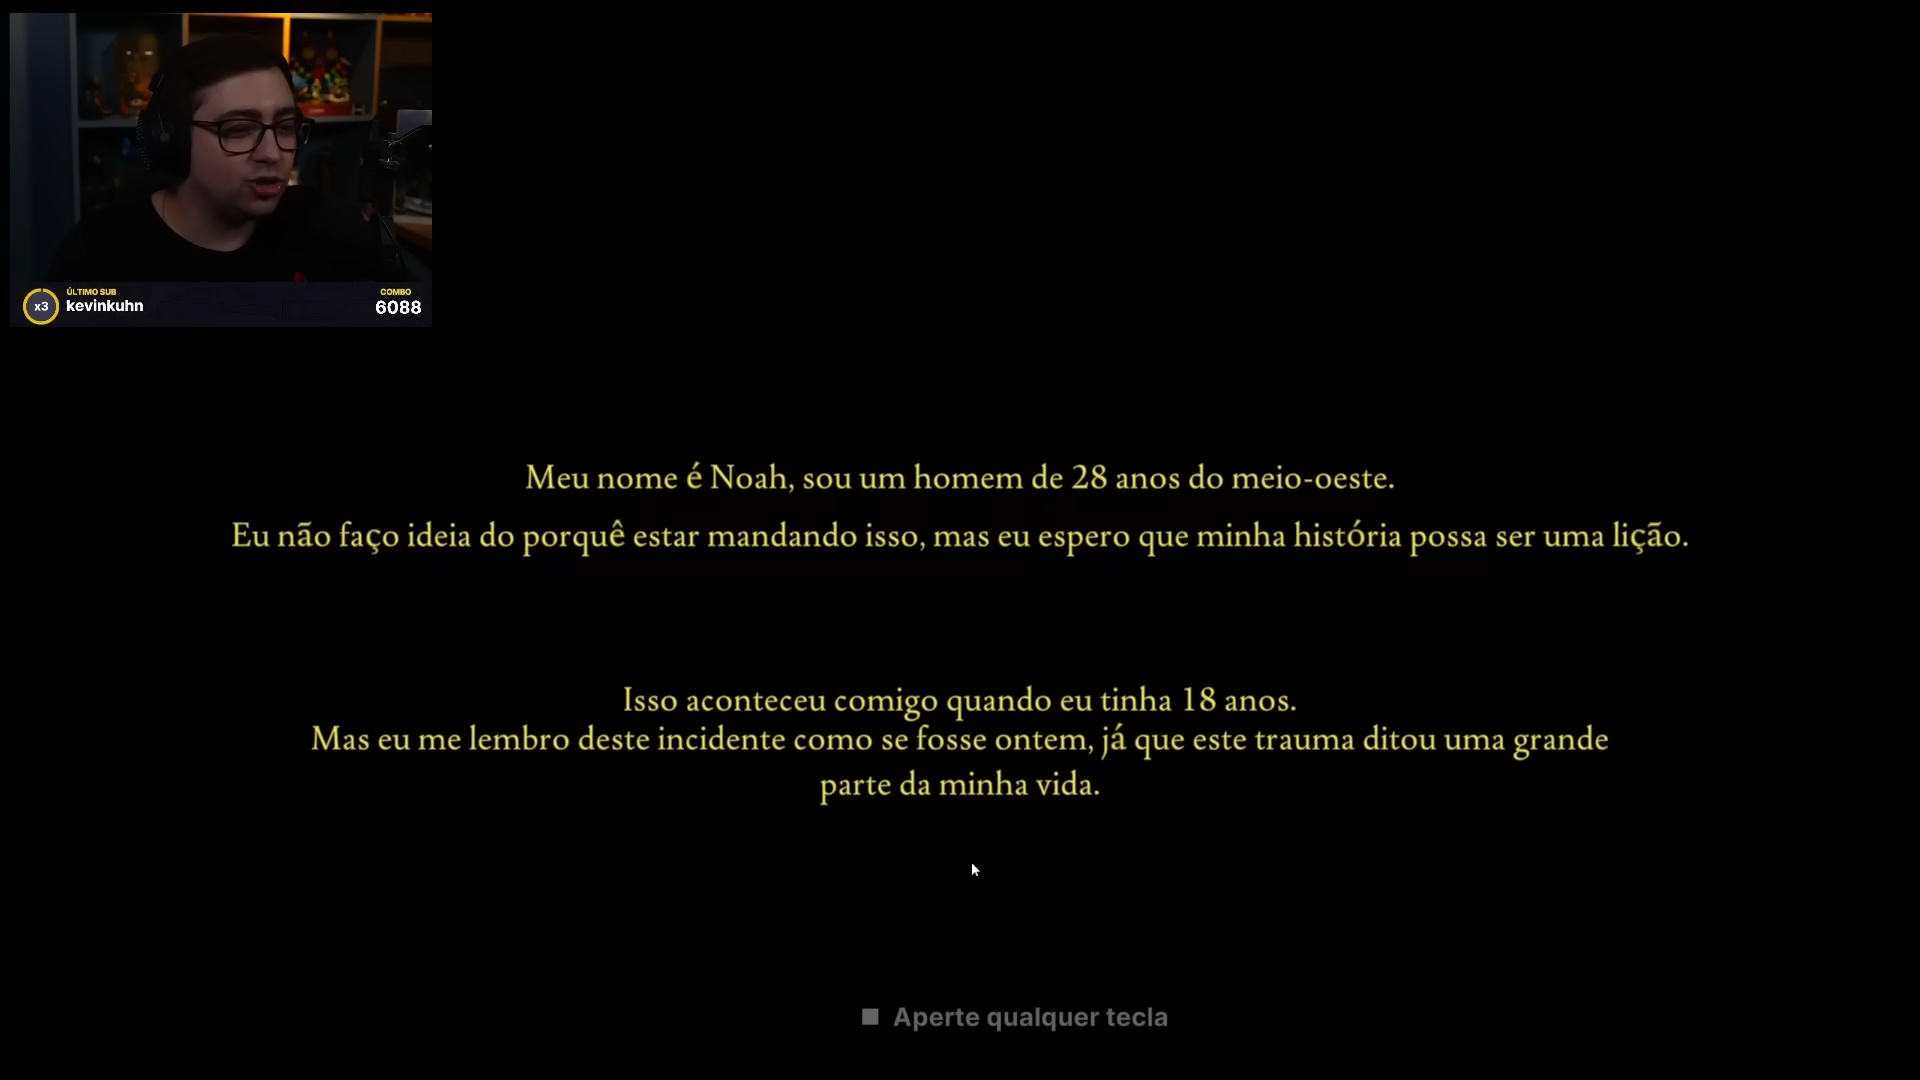 x3
ÚLTIMO SUB
kevinkuhn
COMBO
6088
Meu nome é Noah, sou um homem de 28 anos do meio-oeste.
Eu não faço ideia do porquê estar mandando isso, mas eu espero que minha história possa ser uma lição.
Isso aconteceu comigo quando eu tinha 18 anos.
Mas eu me lembro deste incidente como se fosse ontem, já que este trauma ditou uma grande
parte da minha vida.
Aperte qualquer tecla